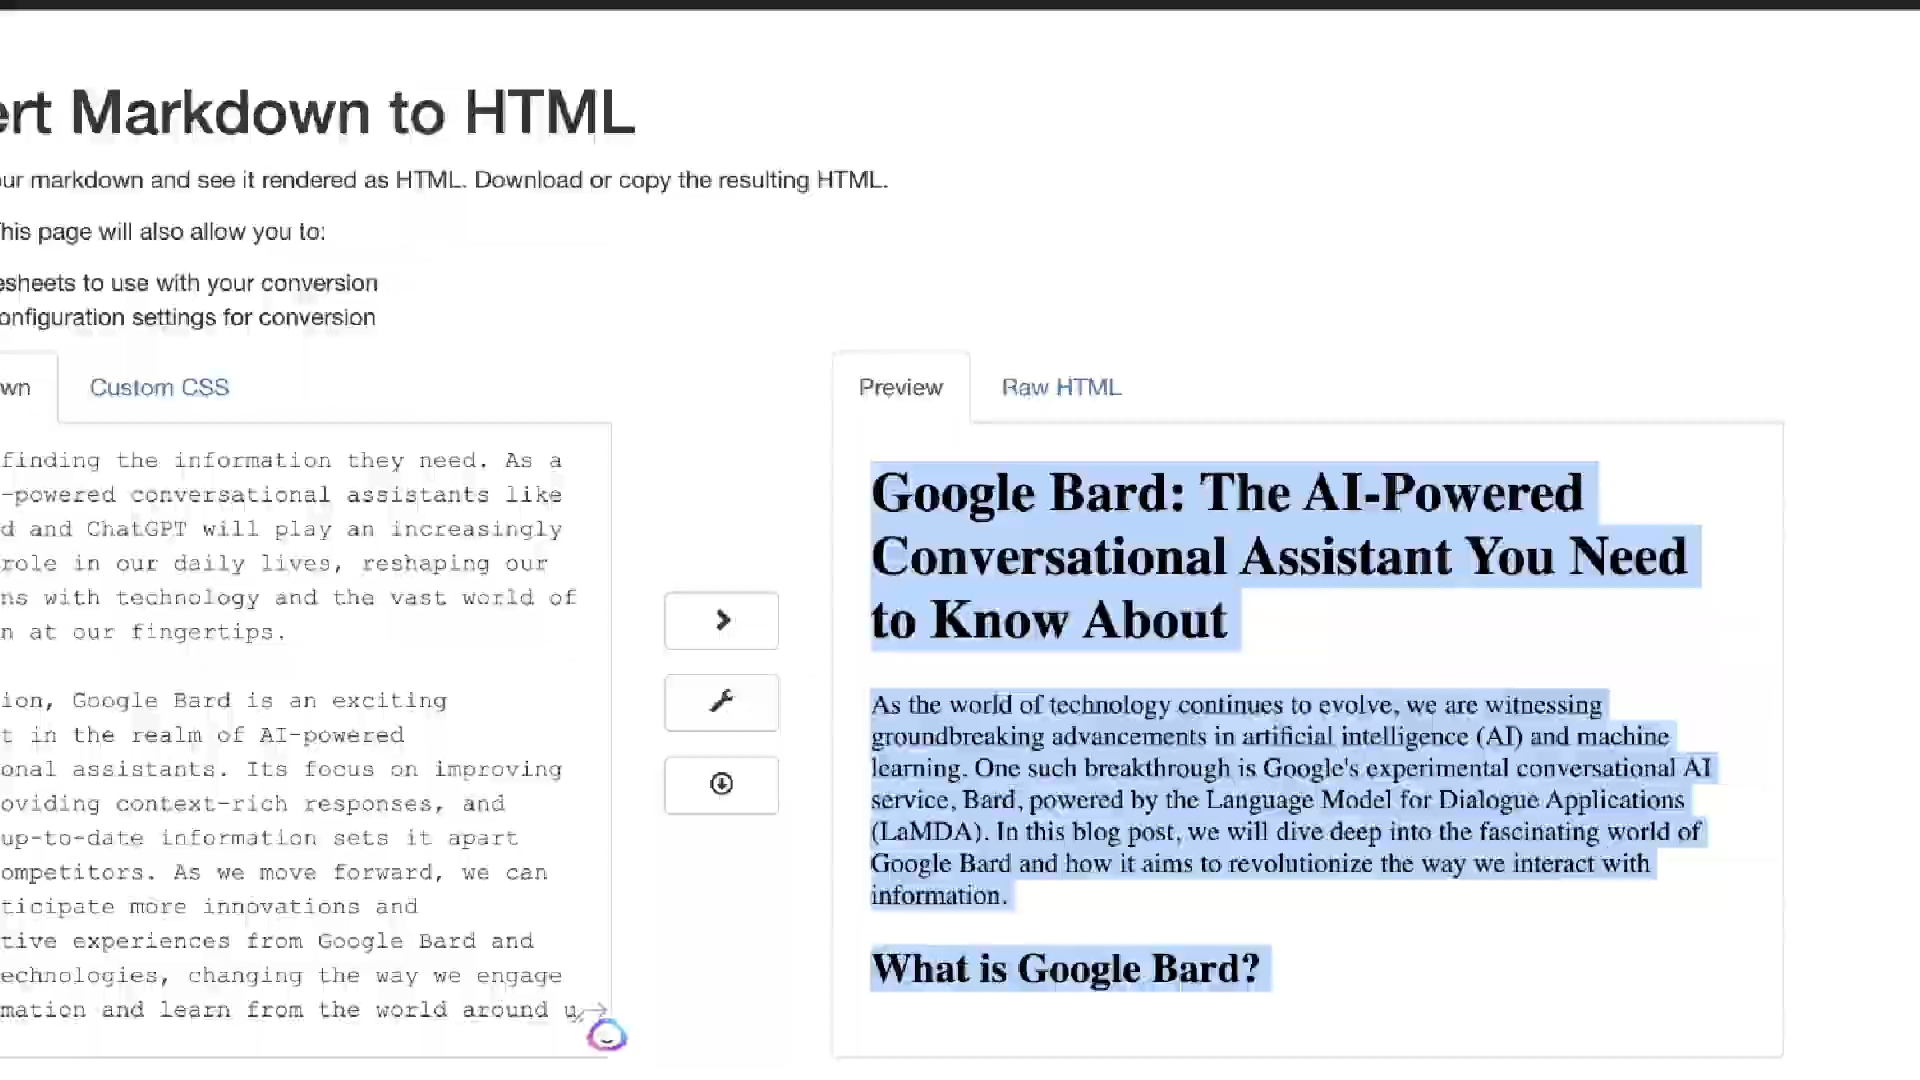 ert Markdown to HTML
our markdown and see it rendered as HTML. Download or copy the resulting HTML.
his page will also allow you to:
esheets to use with your conversion
onfiguration settings for conversion
wn
Custom CSS
finding the information they need. As a
-powered conversational assistants like
d and ChatGPT will play an increasingly
role in our daily lives, reshaping our
ns with technology and the vast world of
n at our fingertips.
ion, Google Bard is an exciting
t in the realm of AI-powered
onal assistants. Its focus on improving
oviding context-rich responses, and
up-to-date information sets it apart
ompetitors. As we move forward, we can
ticipate more innovations and
tive experiences from Google Bard and
echnologies, changing the way we engage
mation and learn from the world around u
Preview
Raw HTML
Google Bard: The AI-Powered
Conversational Assistant You Need
to Know About
As the world of technology continues to evolve, we are witnessing
groundbreaking advancements in artificial intelligence (AI) and machine
learning. One such breakthrough is Google's experimental conversational AI
service, Bard, powered by the Language Model for Dialogue Applications
(LaMDA). In this blog post, we will dive deep into the fascinating world of
Google Bard and how it aims to revolutionize the way we interact with
information.
What is Google Bard?